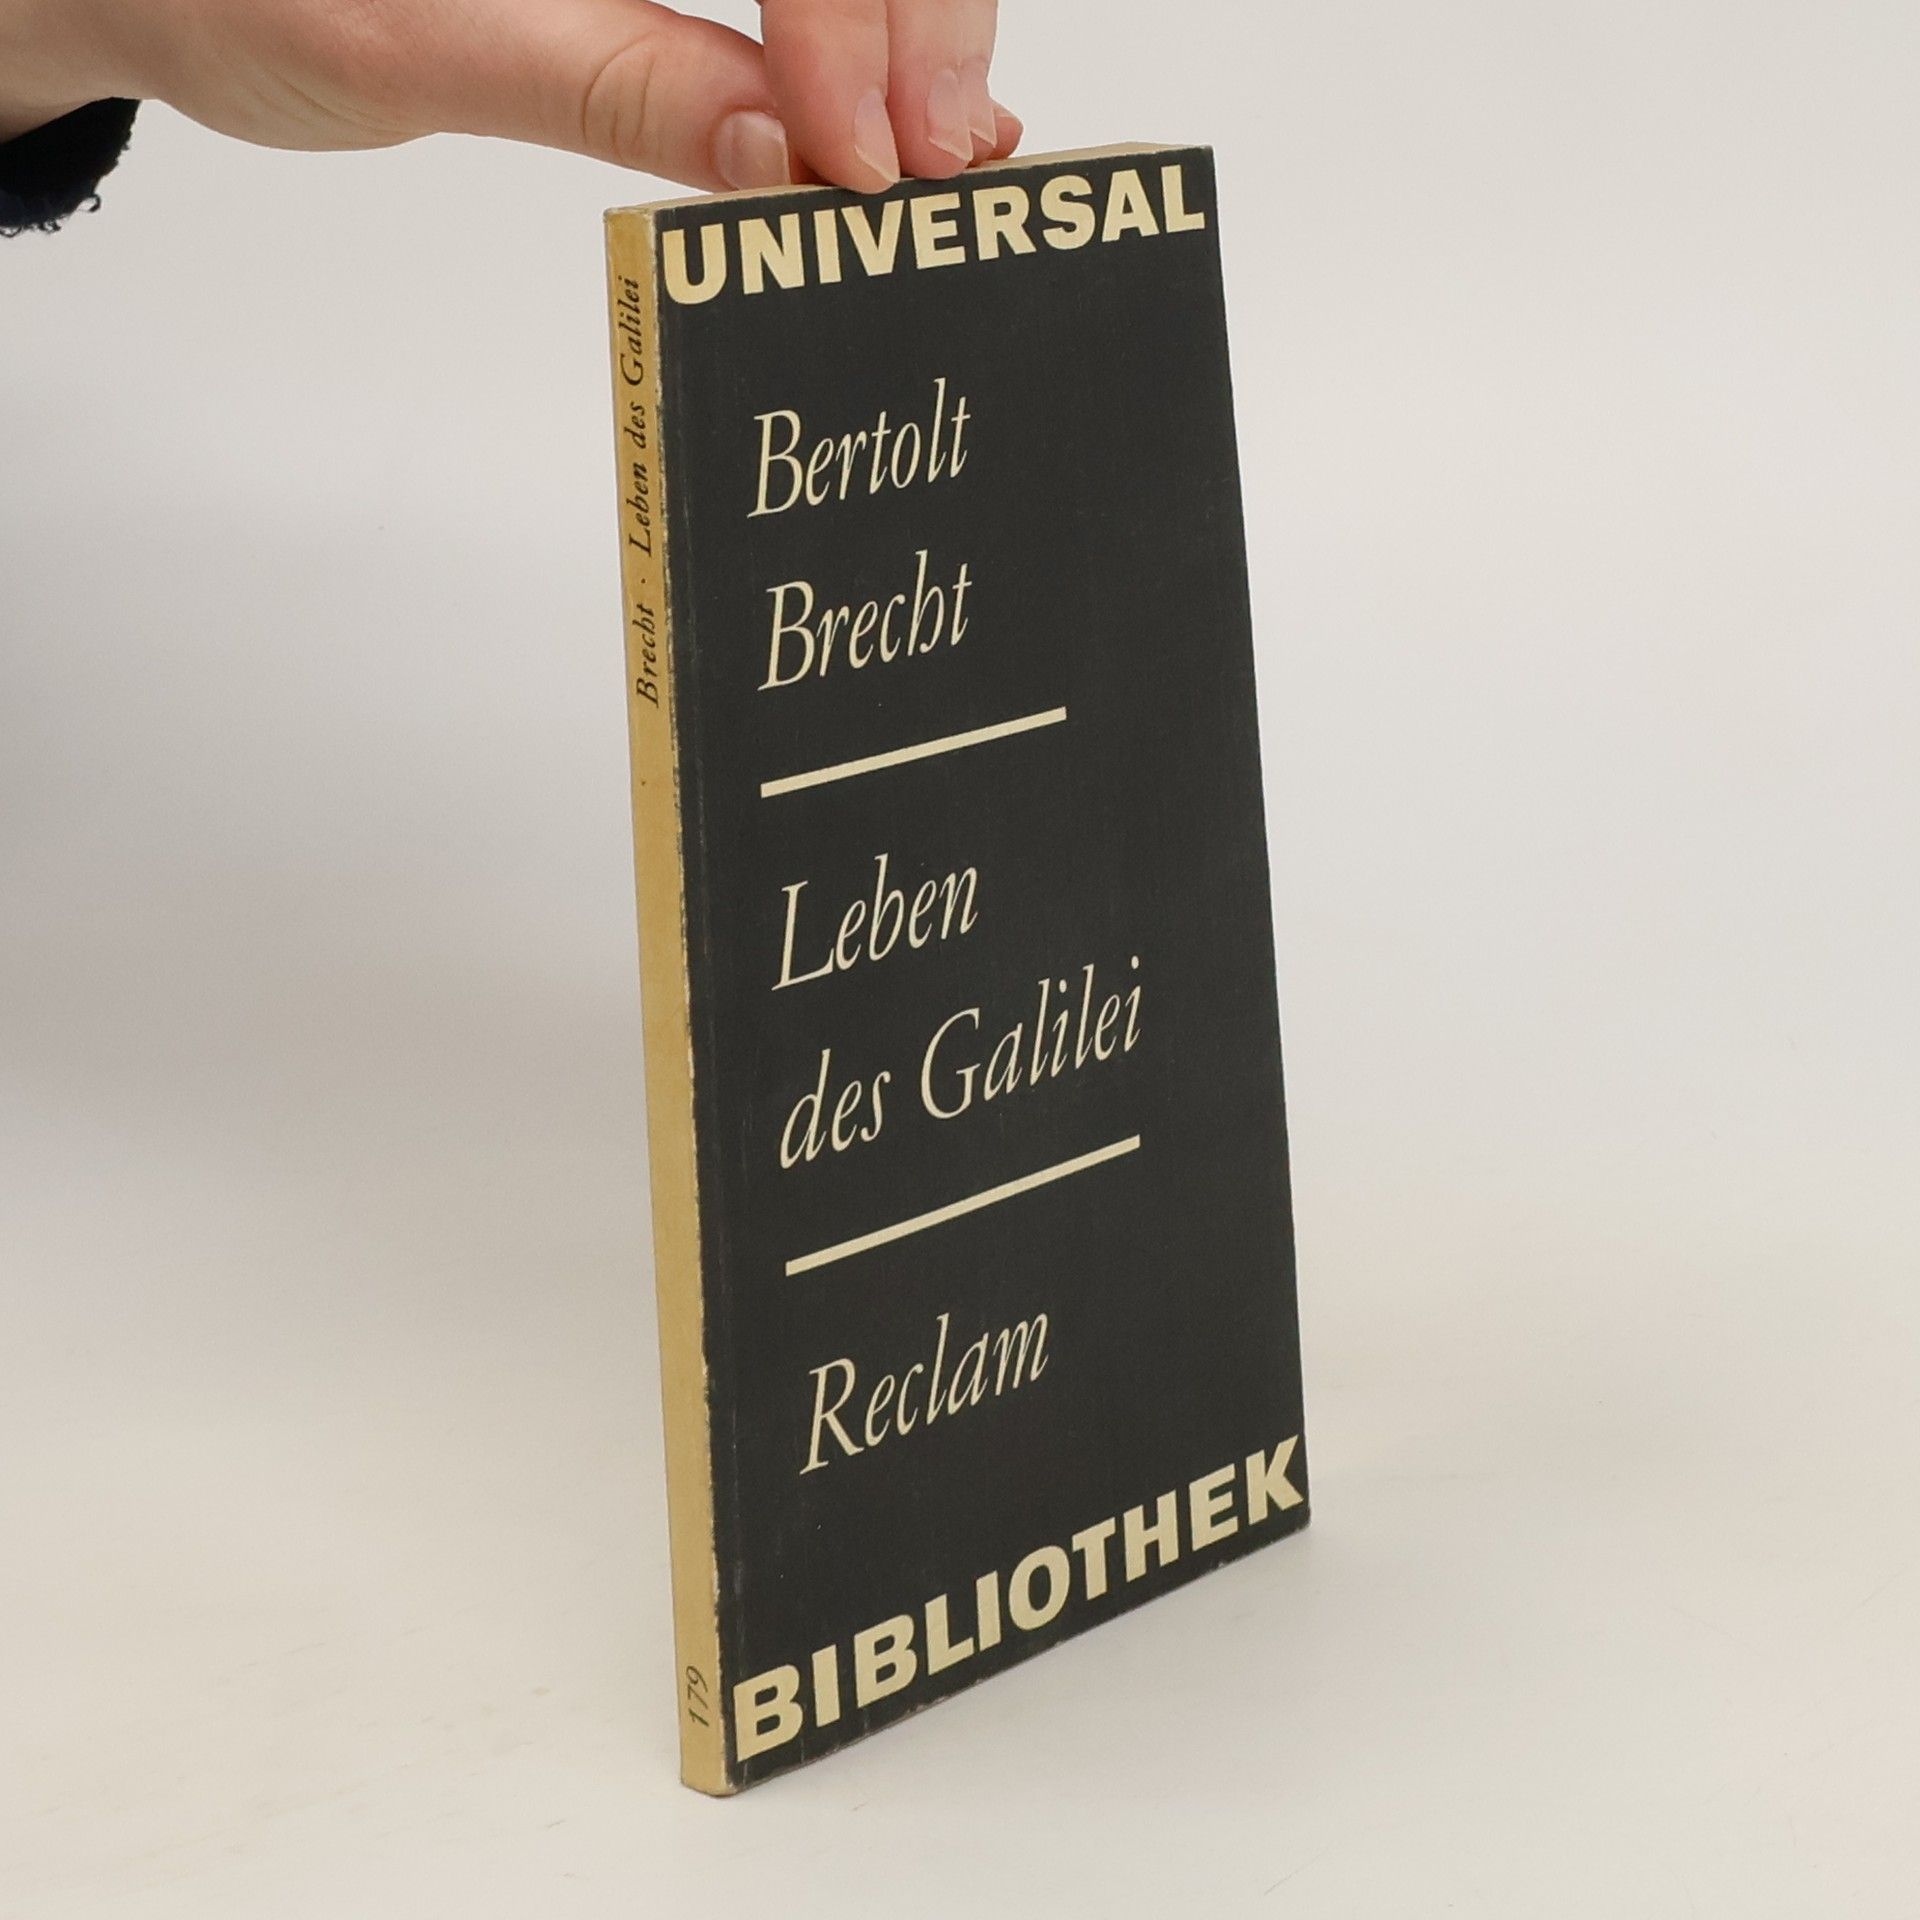 UNIVERSAL
Bertolt
Brecht
Leben
des Galilei
Reclam
BIBLIOTHEK
Brecht · Leben des Galilei
179